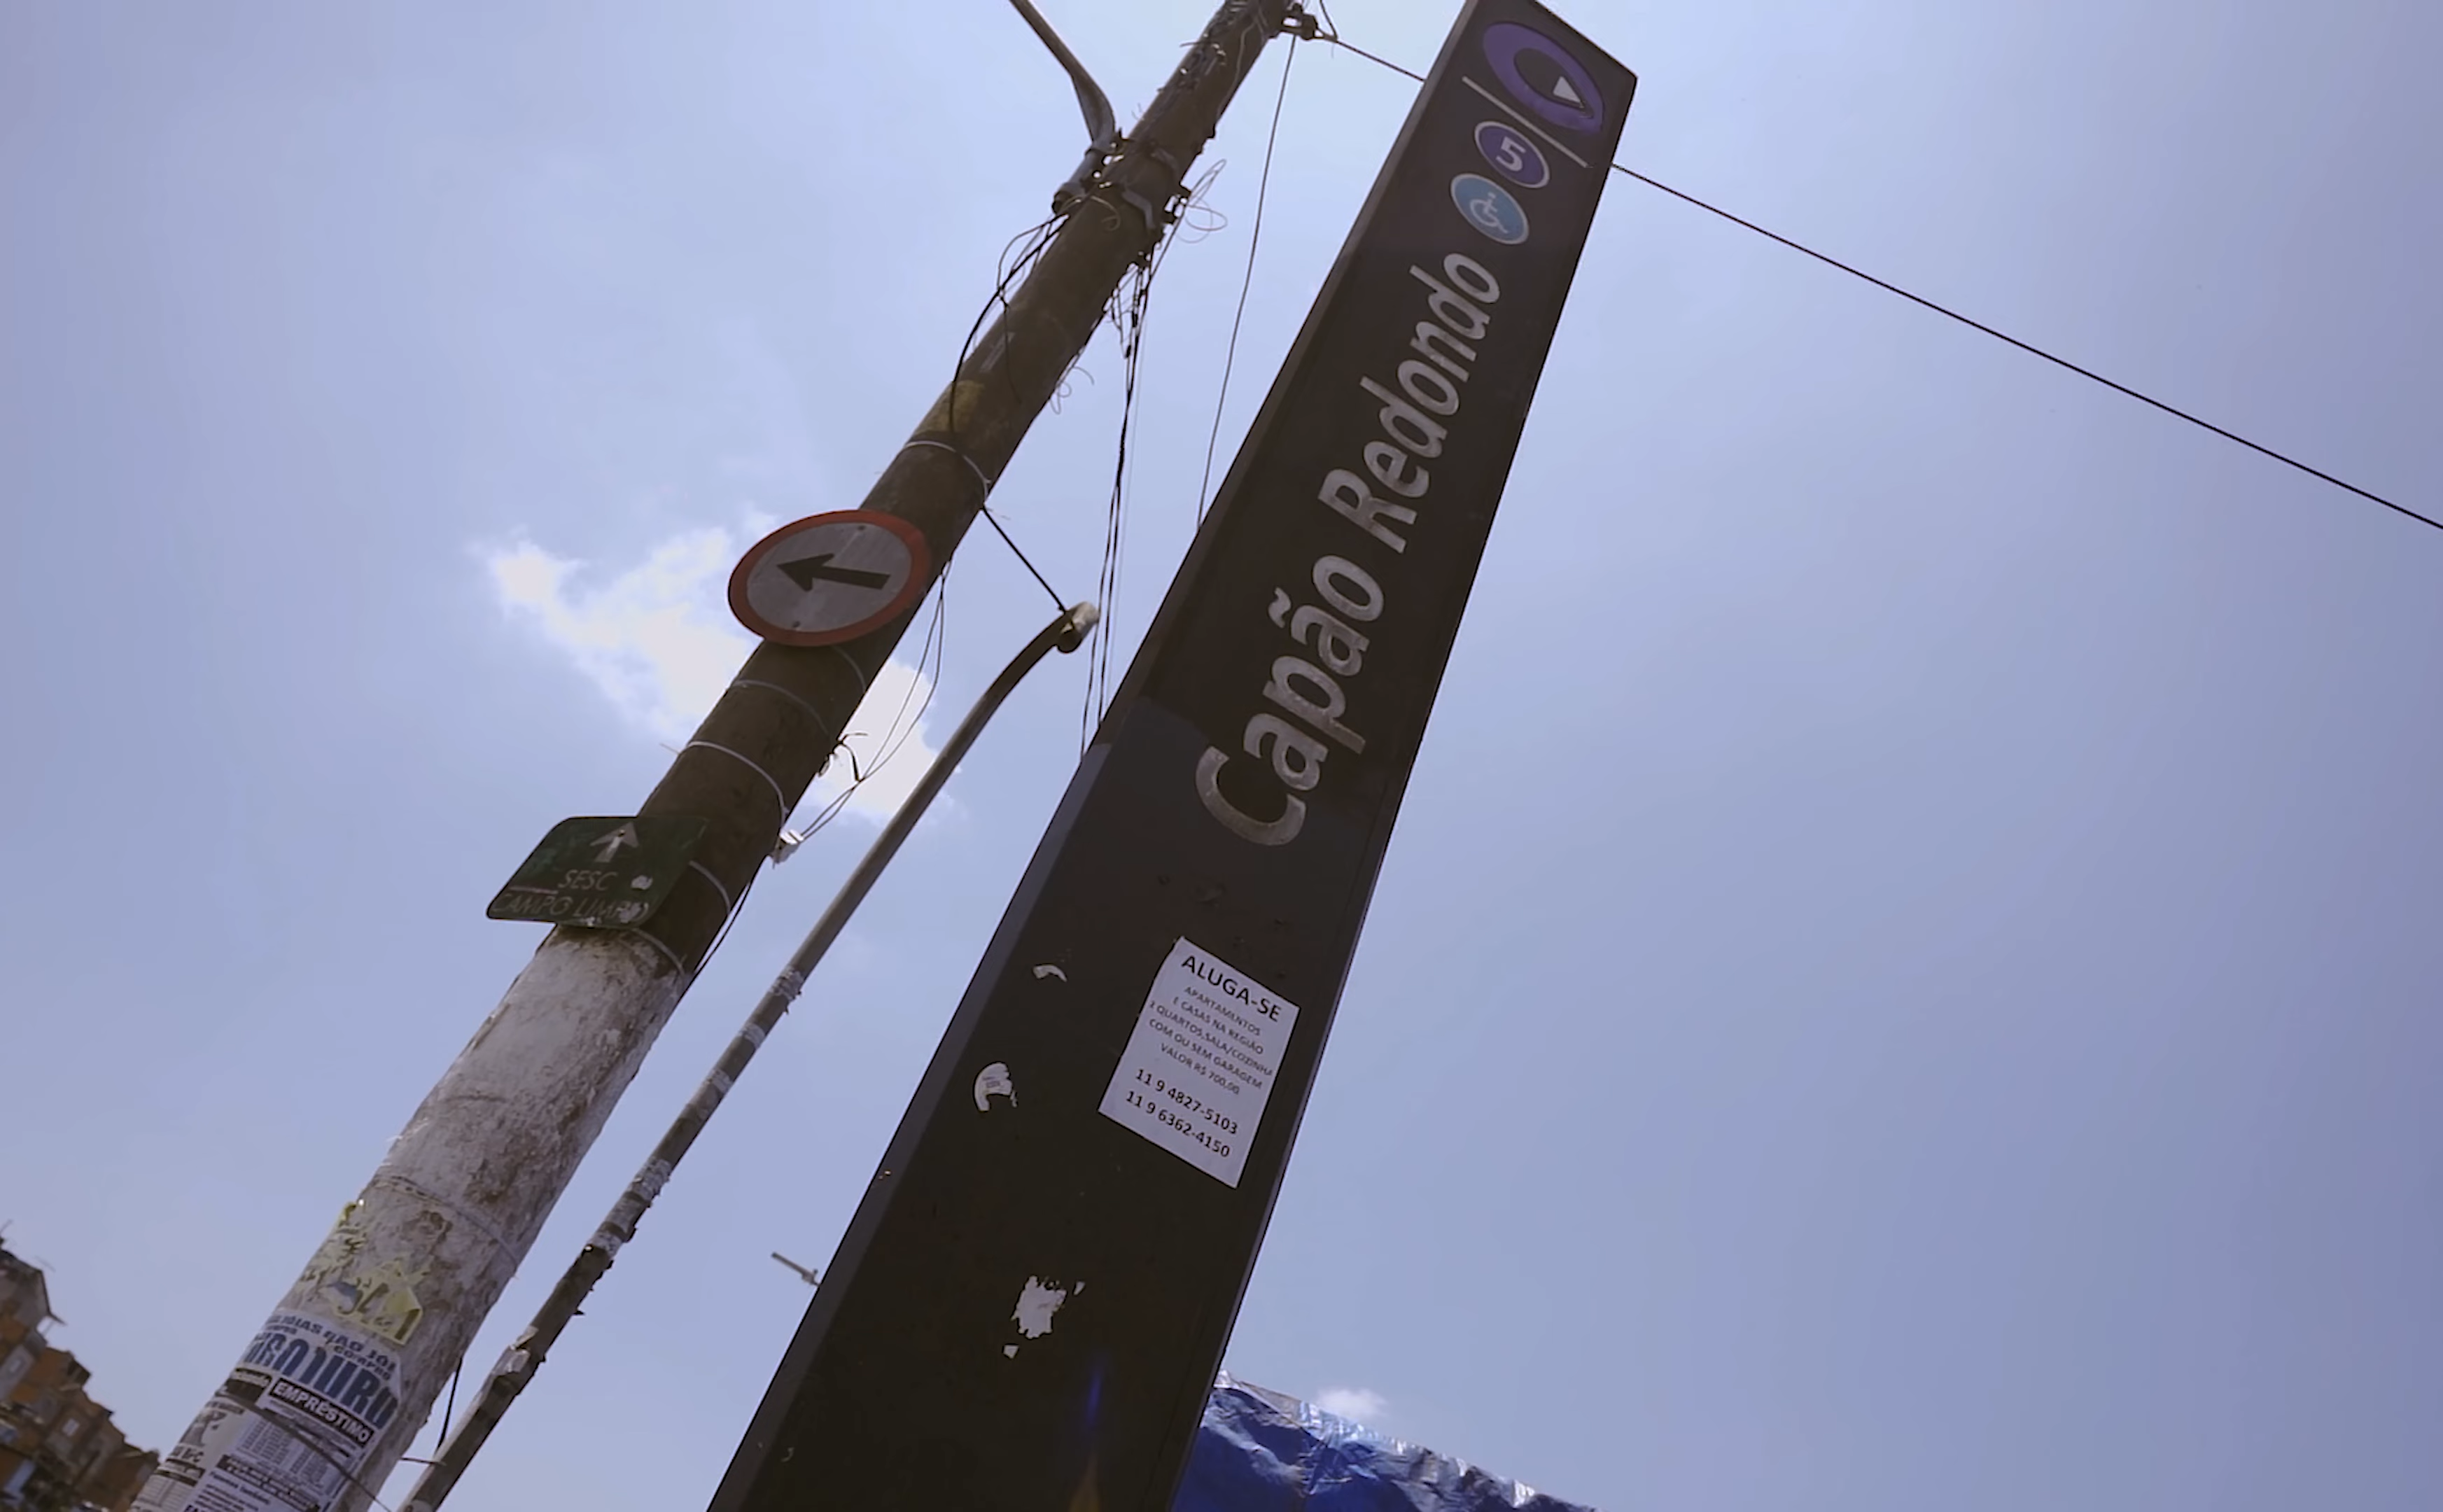 5
Capão Redondo
SESC
CAMPO LIMPO
ALUGA-SE
APARTAMENTOS
E CASAS NA REGIÃO
2 QUARTOS,SALA/COZINHA
COM OU SEM GARAGEM
VALOR R$ 700,00
11 9 4827-5103
11 9 6362-4150
EMPRÉSTIMO